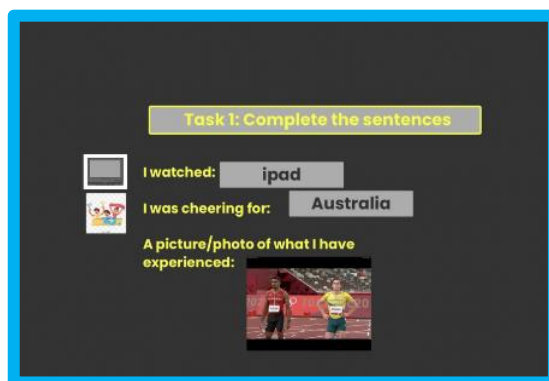 Task 1: Complete the sentences
I watched: ipad
I was cheering for: Australia
A picture/photo of what I have
experienced: